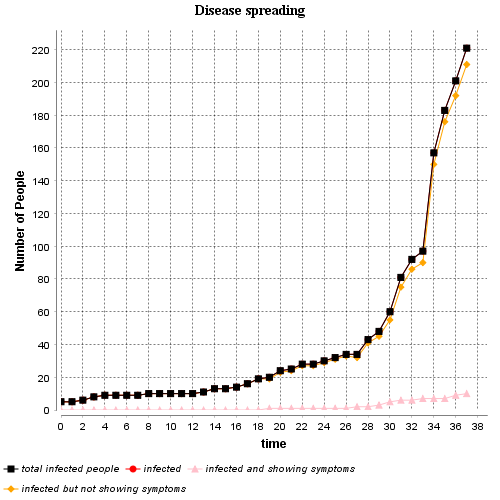 Disease spreading
Number of People
220
200
180
160
140
120
100
80
60
40
20
0
0 2 4 6 8 10 12 14 16 18 20 22 24 26 28 30 32 34 36 38
time
total infected people infected infected and showing symptoms
infected but not showing symptoms